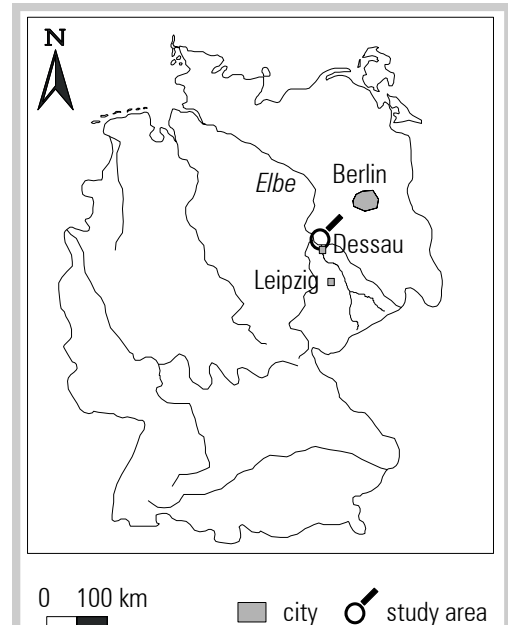 N
Elbe
Berlin
Dessau
Leipzig
0 100 km
city
study area